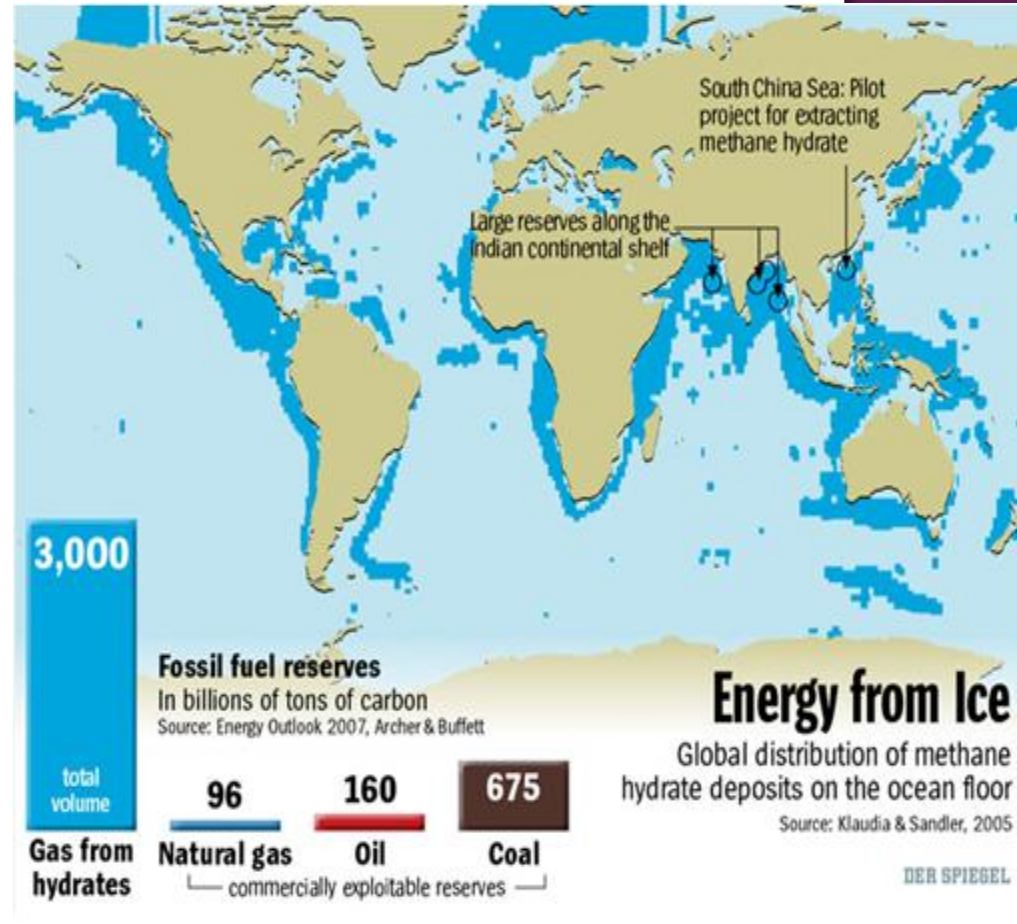 South China Sea: Pilot
project for extracting
methane hydrate
Large reserves along the
Indian continental shelf
3,000
total
volume
Gas from
hydrates
Fossil fuel reserves
In billions of tons of carbon
Source: Energy Outlook 2007, Archer & Buffett
96
Natural gas
160
Oil
675
Coal
commercially exploitable reserves
Energy from Ice
Global distribution of methane
hydrate deposits on the ocean floor
Source: Klaudia & Sandler, 2005
DER SPIEGEL